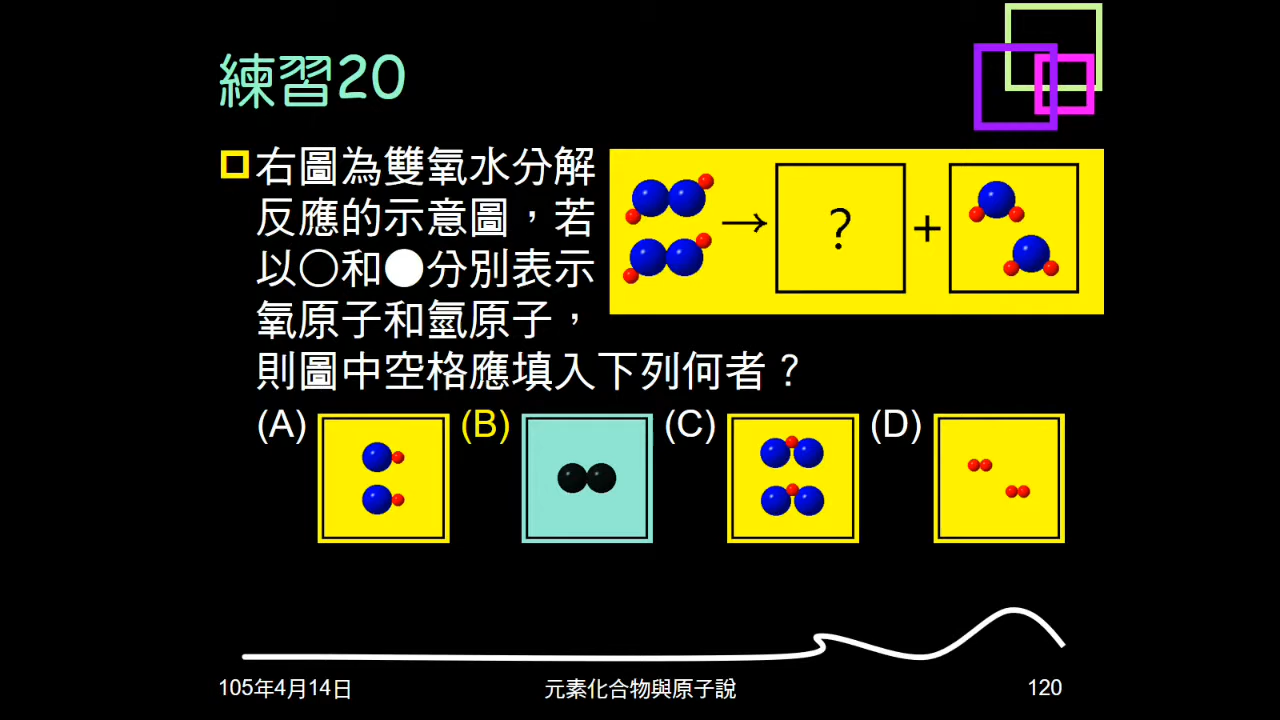 練習20
右圖為雙氧水分解
反應的示意圖，若
以○和●分別表示
氧原子和氫原子，
則圖中空格應填入下列何者？
→ ? +
(A) (B) (C) (D)
105年4月14日 元素化合物與原子說 120